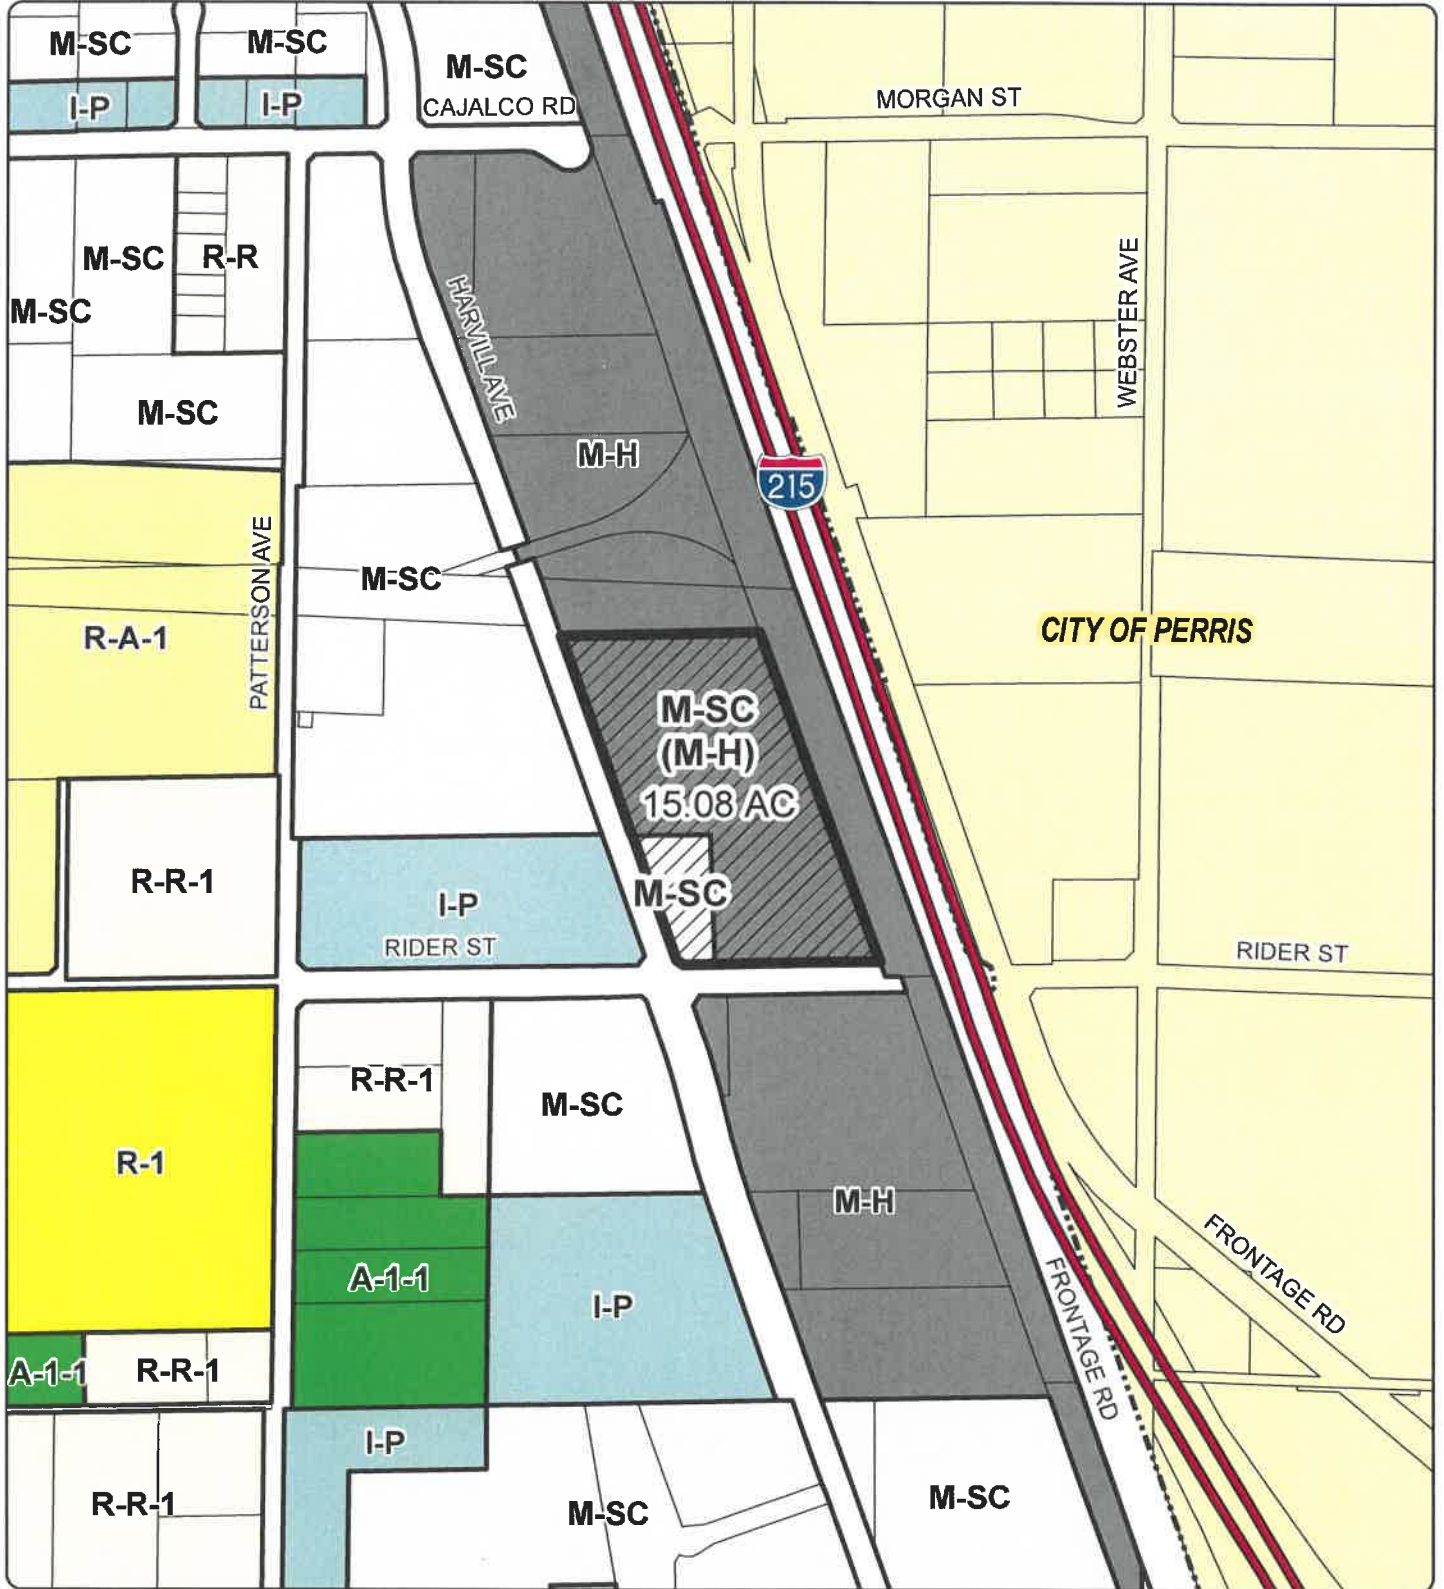 M-SC
M-SC
M-SC
I-P
I-P
CAJALCO RD
MORGAN ST
M-SC
R-R
M-SC
HARVILL AVE
WEBSTER AVE
M-SC
M-H
215
PATTERSON AVE
M-SC
R-A-1
CITY OF PERRIS
M-SC
(M-H)
15.08 AC
R-R-1
I-P
M-SC
RIDER ST
RIDER ST
R-R-1
M-SC
R-1
M-H
A-1-1
I-P
FRONTAGE RD
FRONTAGE RD
A-1-1
R-R-1
I-P
R-R-1
M-SC
M-SC